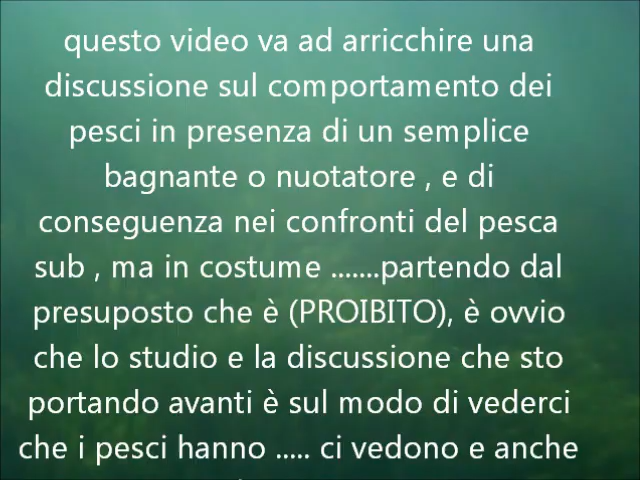 questo video va ad arricchire una
discussione sul comportamento dei
pesci in presenza di un semplice
bagnante o nuotatore , e di
conseguenza nei confronti del pesca
sub , ma in costume .......partendo dal
presuposto che è (PROIBITO), è ovvio
che lo studio e la discussione che sto
portando avanti è sul modo di vederci
che i pesci hanno ..... ci vedono e anche